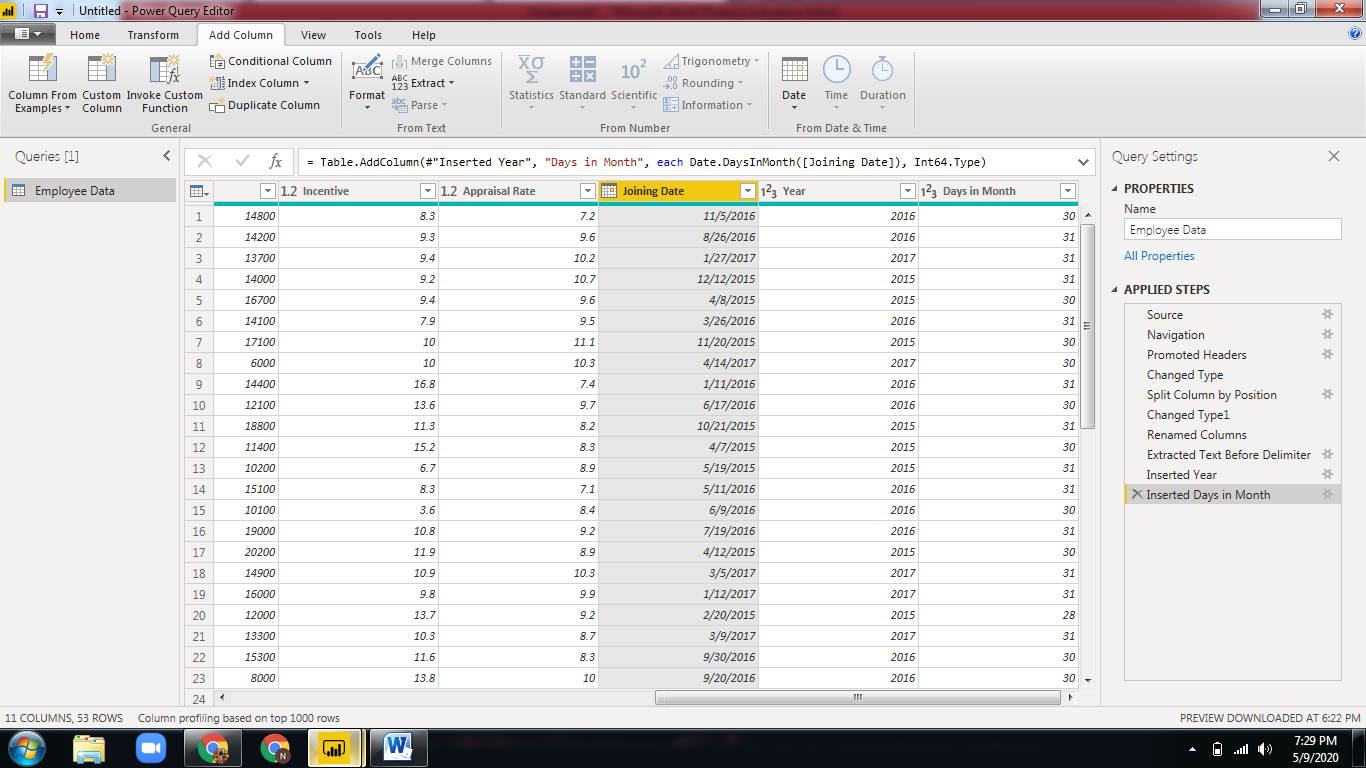 Untitled - Power Query Editor
Home Transform Add Column View Tools Help
Column From Examples
Custom Column
Invoke Custom Function
Conditional Column
Index Column
Duplicate Column
General
Format
Merge Columns
Extract
Parse
From Text
Statistics
Standard
Scientific
Trigonometry
Rounding
Information
From Number
Date
Time
Duration
From Date & Time
Queries [1]
Employee Data
fx
= Table.AddColumn(#"Inserted Year", "Days in Month", each Date.DaysInMonth([Joining Date]), Int64.Type)
1.2 Incentive 1.2 Appraisal Rate Joining Date 123 Year 123 Days in Month
1 14800 8.3 7.2 11/5/2016 2016 30
2 14200 9.3 9.6 8/26/2016 2016 31
3 13700 9.4 10.2 1/27/2017 2017 31
4 14000 9.2 10.7 12/12/2015 2015 31
5 16700 9.4 9.6 4/8/2015 2015 30
6 14100 7.9 9.5 3/26/2016 2016 31
7 17100 10 11.1 11/20/2015 2015 30
8 6000 10 10.3 4/14/2017 2017 30
9 14400 16.8 7.4 1/11/2016 2016 31
10 12100 13.6 9.7 6/17/2016 2016 30
11 18800 11.3 8.2 10/21/2015 2015 31
12 11400 15.2 8.3 4/7/2015 2015 30
13 10200 6.7 8.9 5/19/2015 2015 31
14 15100 8.3 7.1 5/11/2016 2016 31
15 10100 3.6 8.4 6/9/2016 2016 30
16 19000 10.8 9.2 7/19/2016 2016 31
17 20200 11.9 8.9 4/12/2015 2015 30
18 14900 10.9 10.3 3/5/2017 2017 31
19 16000 9.8 9.9 1/12/2017 2017 31
20 12000 13.7 9.2 2/20/2015 2015 28
21 13300 10.3 8.7 3/9/2017 2017 31
22 15300 11.6 8.3 9/30/2016 2016 30
23 8000 13.8 10 9/20/2016 2016 30
24
Query Settings
PROPERTIES
Name
Employee Data
All Properties
APPLIED STEPS
Source
Navigation
Promoted Headers
Changed Type
Split Column by Position
Changed Type1
Renamed Columns
Extracted Text Before Delimiter
Inserted Year
Inserted Days in Month
11 COLUMNS, 53 ROWS Column profiling based on top 1000 rows
PREVIEW DOWNLOADED AT 6:22 PM
7:29 PM
5/9/2020